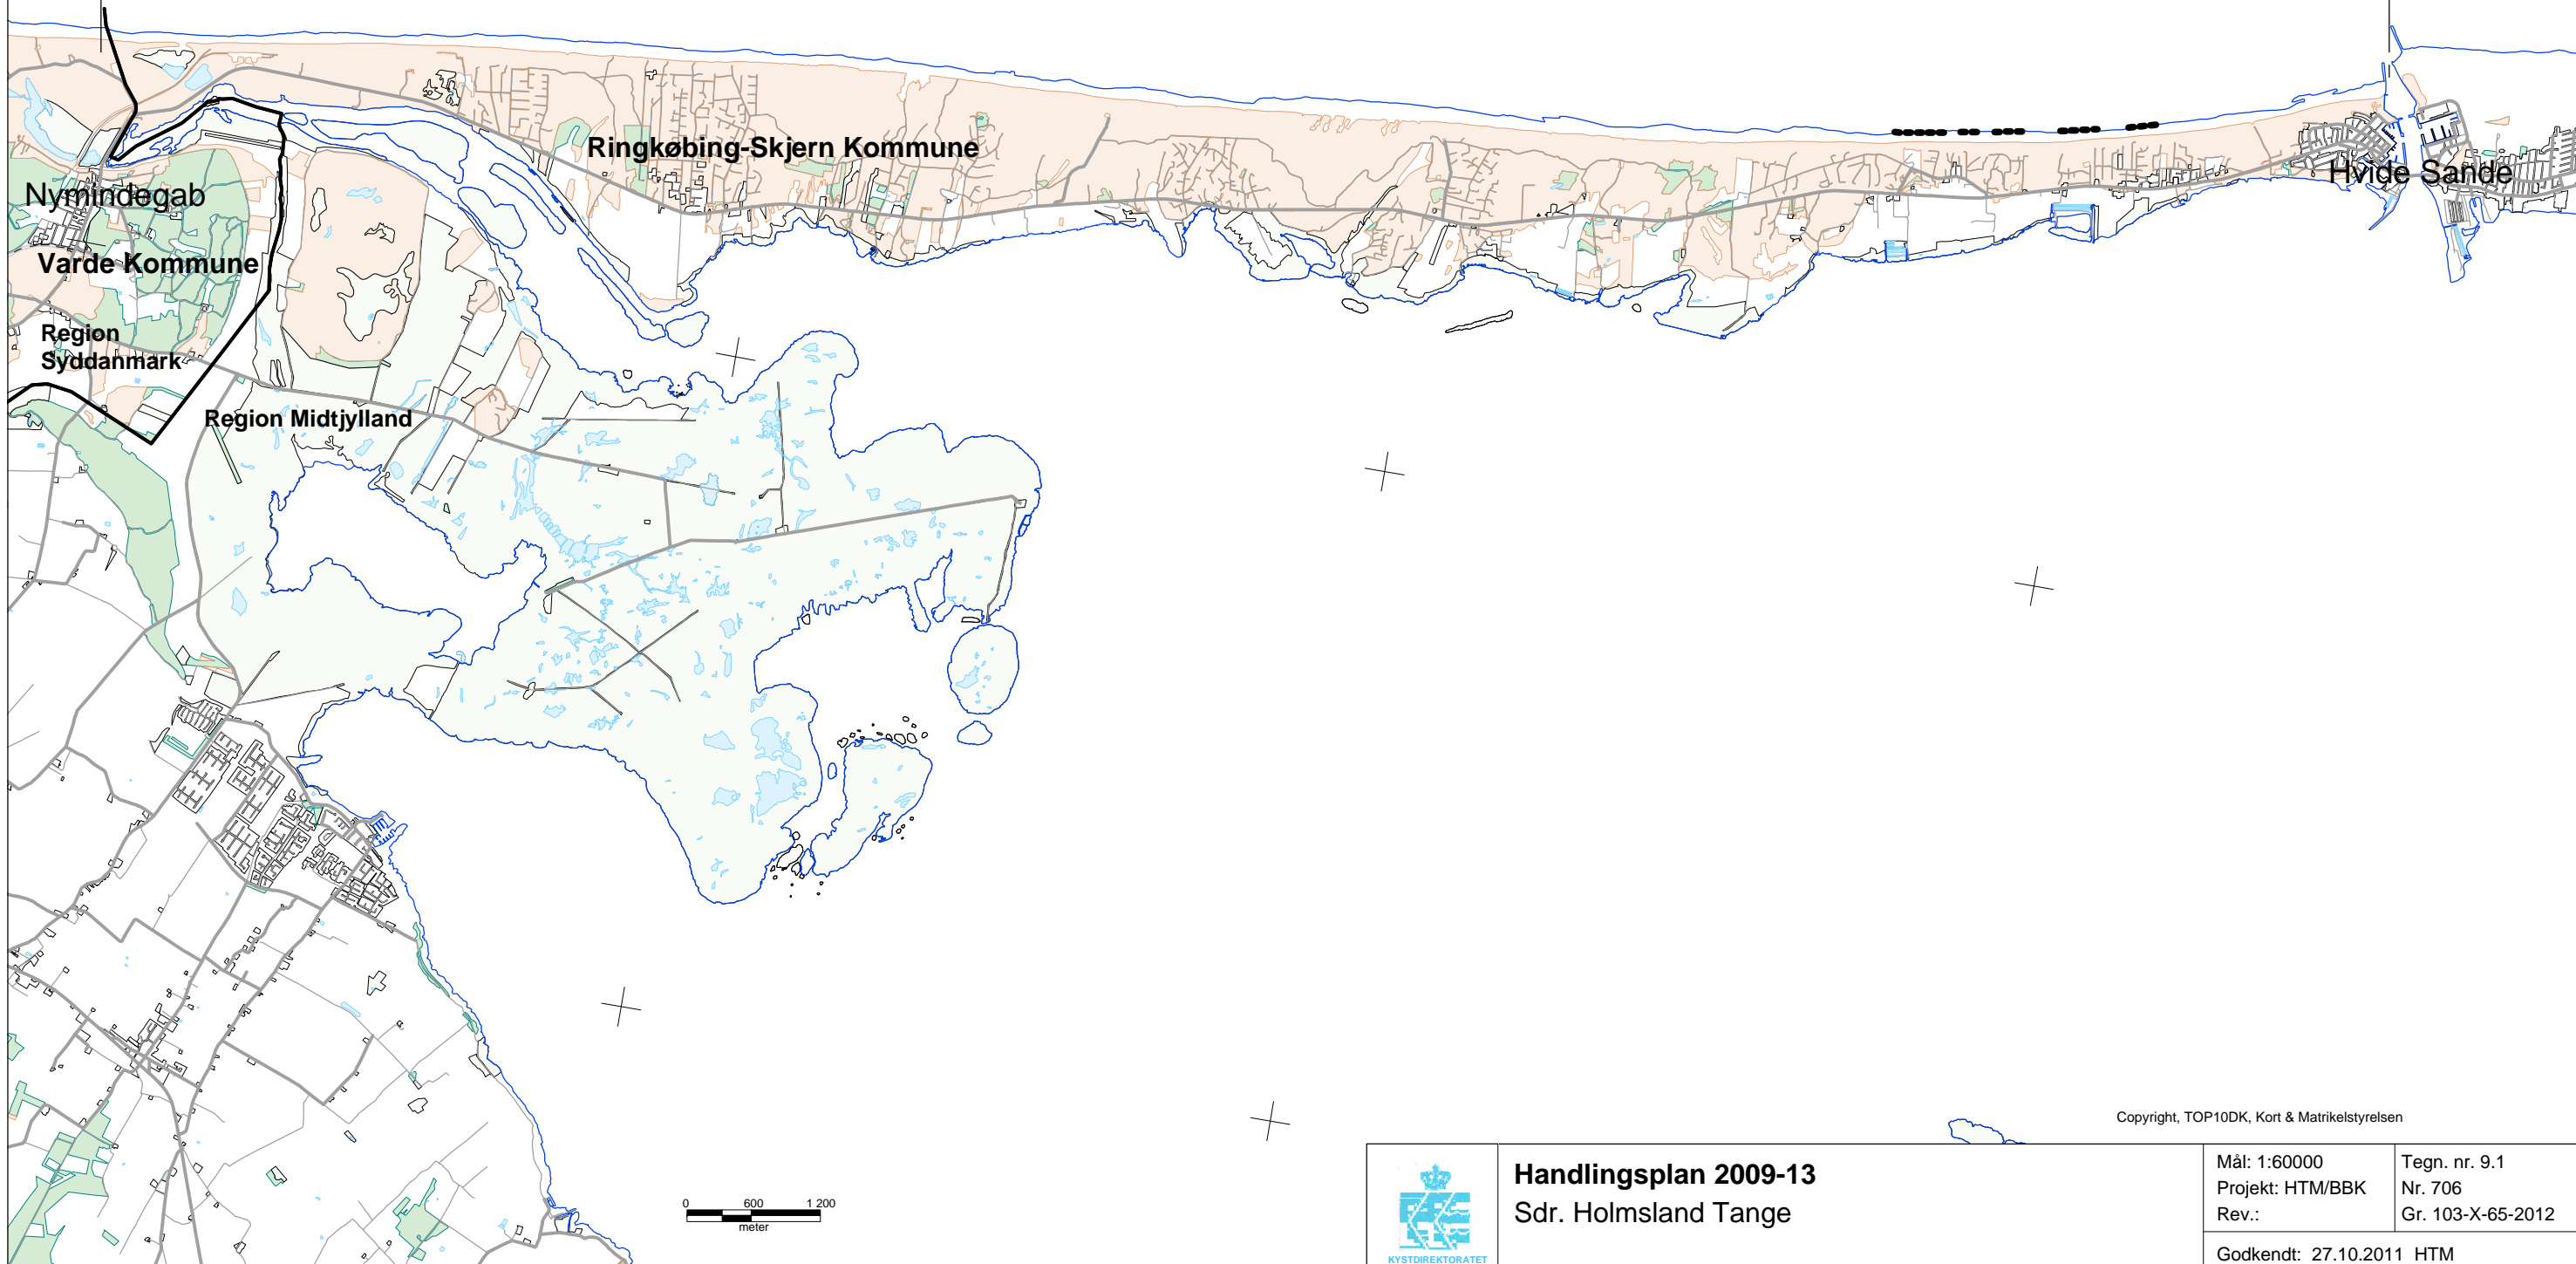 Ringkøbing-Skjern Kommune
Hvide Sande
Nymindegab
Varde Kommune
Region
Syddanmark
Region Midtjylland
Copyright, TOP10DK, Kort & Matrikelstyrelsen
0 600 1 200
meter
KYSTDIREKTORATET
Handlingsplan 2009-13
Sdr. Holmsland Tange
Mål: 1:60000
Projekt: HTM/BBK
Rev.:
Tegn. nr. 9.1
Nr. 706
Gr. 103-X-65-2012
Godkendt: 27.10.2011 HTM